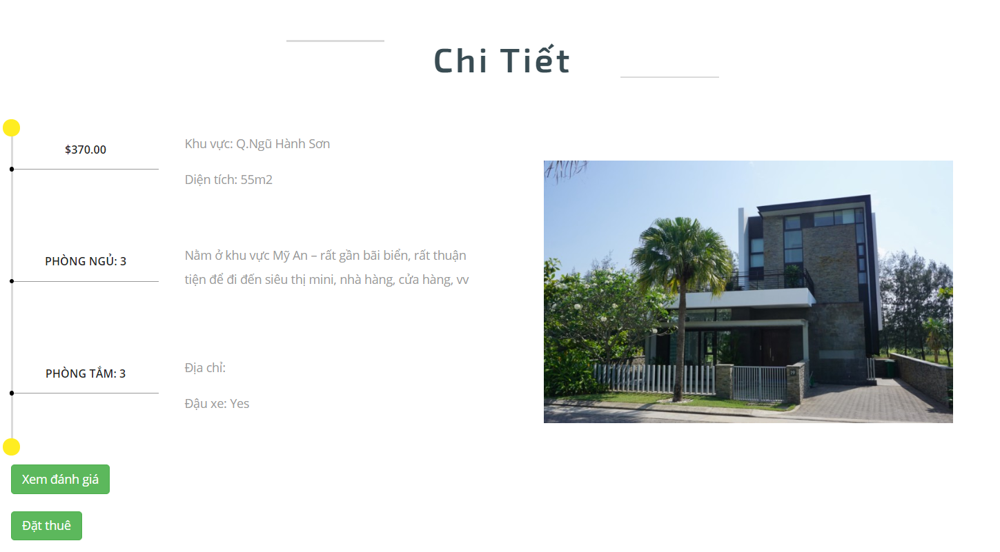 Chi Tiết
$370.00
Khu vực: Q.Ngũ Hành Sơn
Diện tích: 55m2
PHÒNG NGỦ: 3
Nằm ở khu vực Mỹ An – rất gần bãi biển, rất thuận
tiện để đi đến siêu thị mini, nhà hàng, cửa hàng, vv
PHÒNG TẮM: 3
Địa chỉ:
Đậu xe: Yes
Xem đánh giá
Đặt thuê